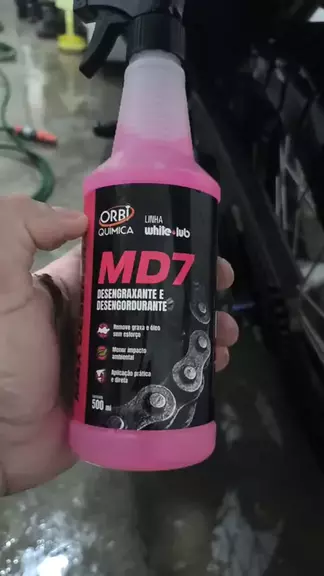 ORBI
QUÍMICA
LINHA
white lub
MD7
DESENGRAXANTE E
DESENGORDURANTE
Remove graxa e óleos
sem esforço
Menor impacto
ambiental
Aplicação prática
e direta
500 ml